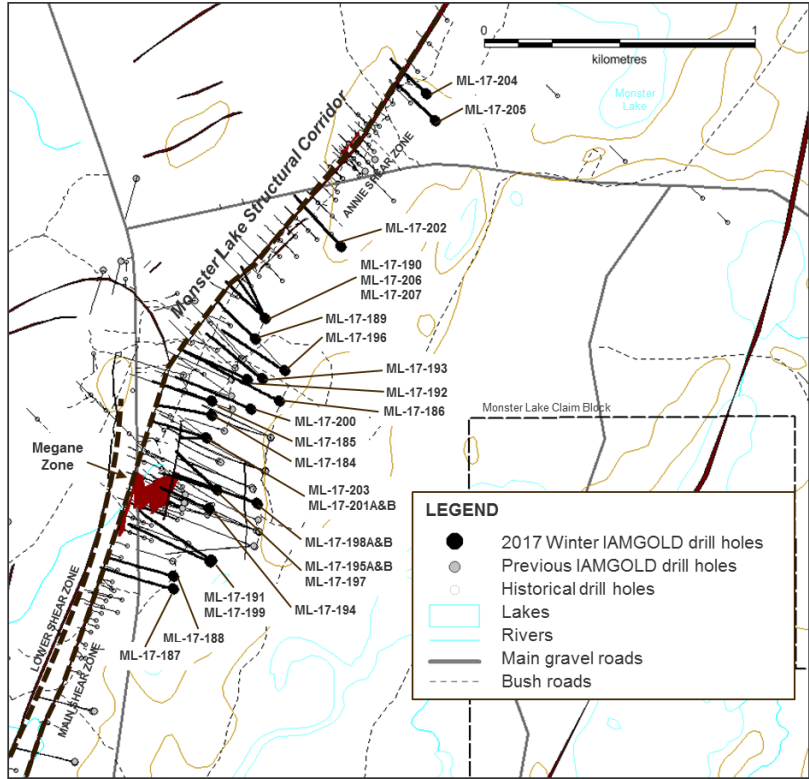 0
1
kilometres
ML-17-204
Monster
Lake
ML-17-205
Monster Lake Structural Corridor
ANNIE SHEAR ZONE
ML-17-202
ML-17-190
ML-17-206
ML-17-207
ML-17-189
ML-17-196
ML-17-193
ML-17-192
ML-17-186
Monster Lake Claim Block
ML-17-200
ML-17-185
ML-17-184
Megane
Zone
ML-17-203
ML-17-201A&B
ML-17-198A&B
ML-17-195A&B
ML-17-197
ML-17-191
ML-17-199
ML-17-194
ML-17-188
ML-17-187
LOWER SHEAR ZONE
MAIN SHEAR ZONE
LEGEND
2017 Winter IAMGOLD drill holes
Previous IAMGOLD drill holes
Historical drill holes
Lakes
Rivers
Main gravel roads
Bush roads